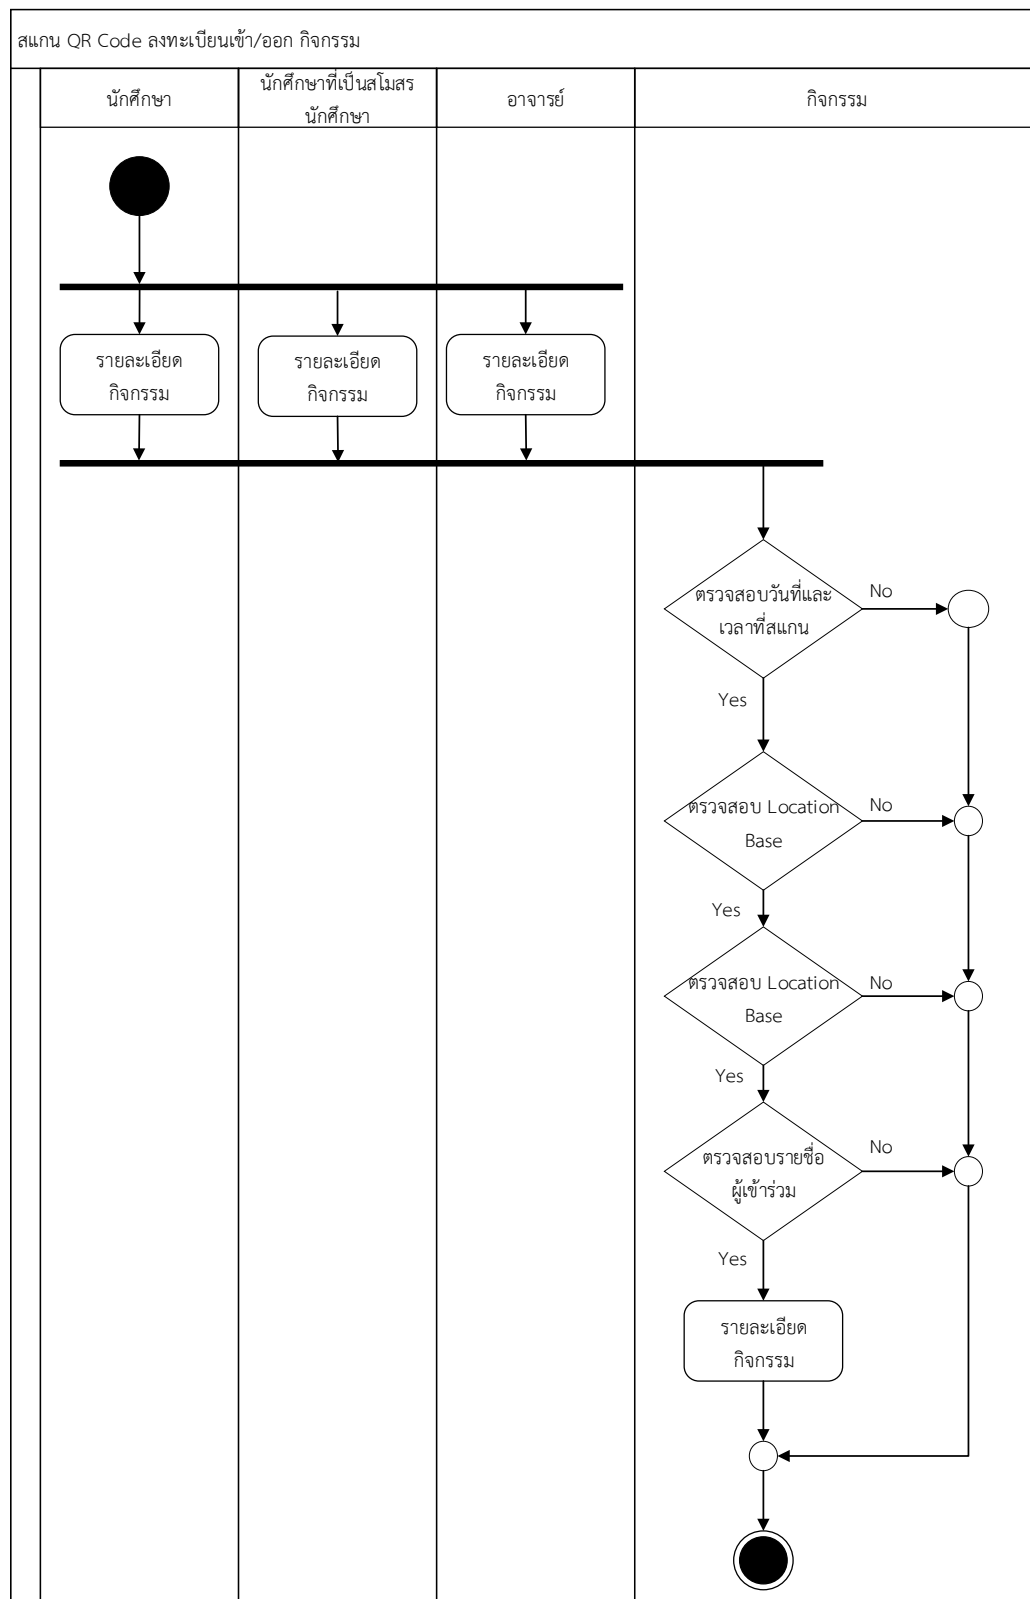 สแกน QR Code ลงทะเบียนเข้า/ออก กิจกรรม
นักศึกษา
นักศึกษาที่เป็นสโมสร
นักศึกษา
อาจารย์
กิจกรรม
รายละเอียด
กิจกรรม
รายละเอียด
กิจกรรม
รายละเอียด
กิจกรรม
ตรวจสอบวันที่และ
เวลาที่สแกน
No
Yes
ตรวจสอบ Location
Base
No
Yes
ตรวจสอบ Location
Base
No
Yes
ตรวจสอบรายชื่อ
ผู้เข้าร่วม
No
Yes
รายละเอียด
กิจกรรม